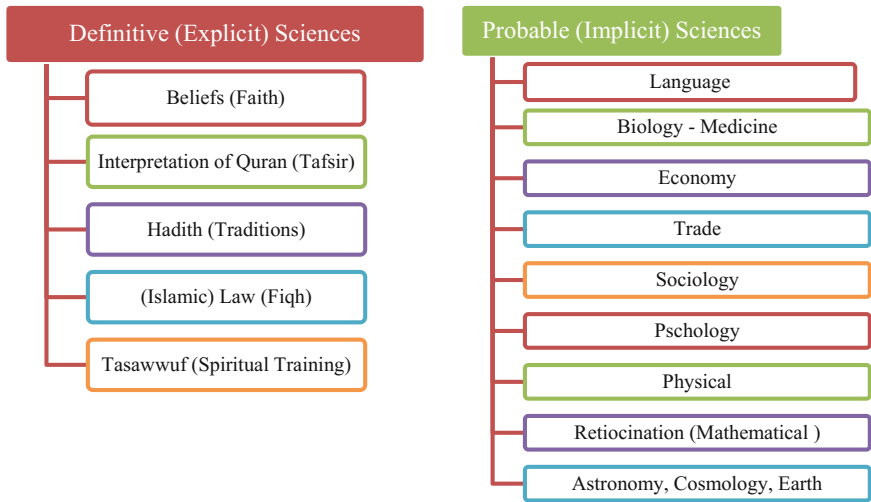 Definitive (Explicit) Sciences
Beliefs (Faith)
Interpretation of Quran (Tafsir)
Hadith (Traditions)
(Islamic) Law (Fiqh)
Tasawwuf (Spiritual Training)
Probable (Implicit) Sciences
Language
Biology - Medicine
Economy
Trade
Sociology
Pschology
Physical
Retiocination (Mathematical )
Astronomy, Cosmology, Earth